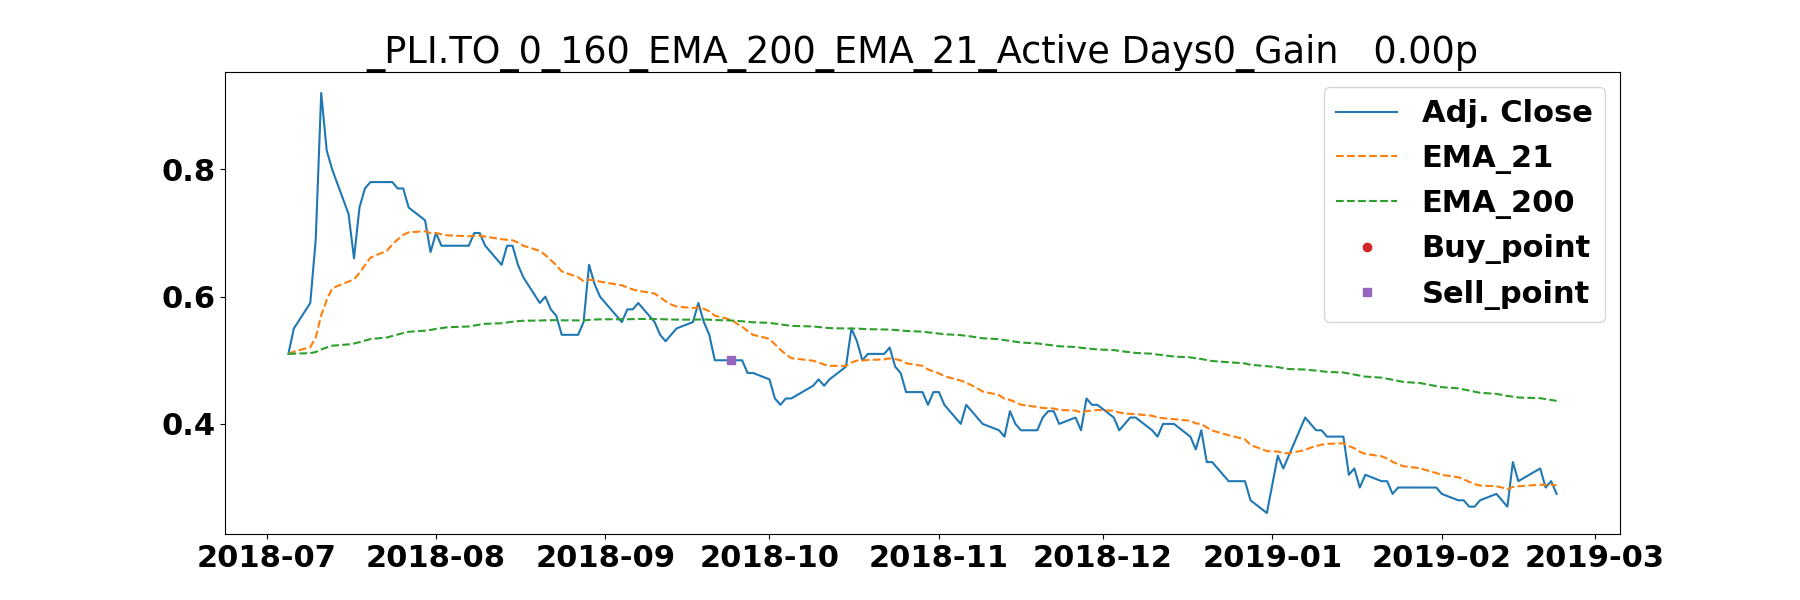 _PLI.TO_0_160_EMA_200_EMA_21_Active Days0_Gain   0.00p
Adj. Close
EMA_21
EMA_200
Buy_point
Sell_point
0.8
0.6
0.4
2018-07 2018-08 2018-09 2018-10 2018-11 2018-12 2019-01 2019-02 2019-03